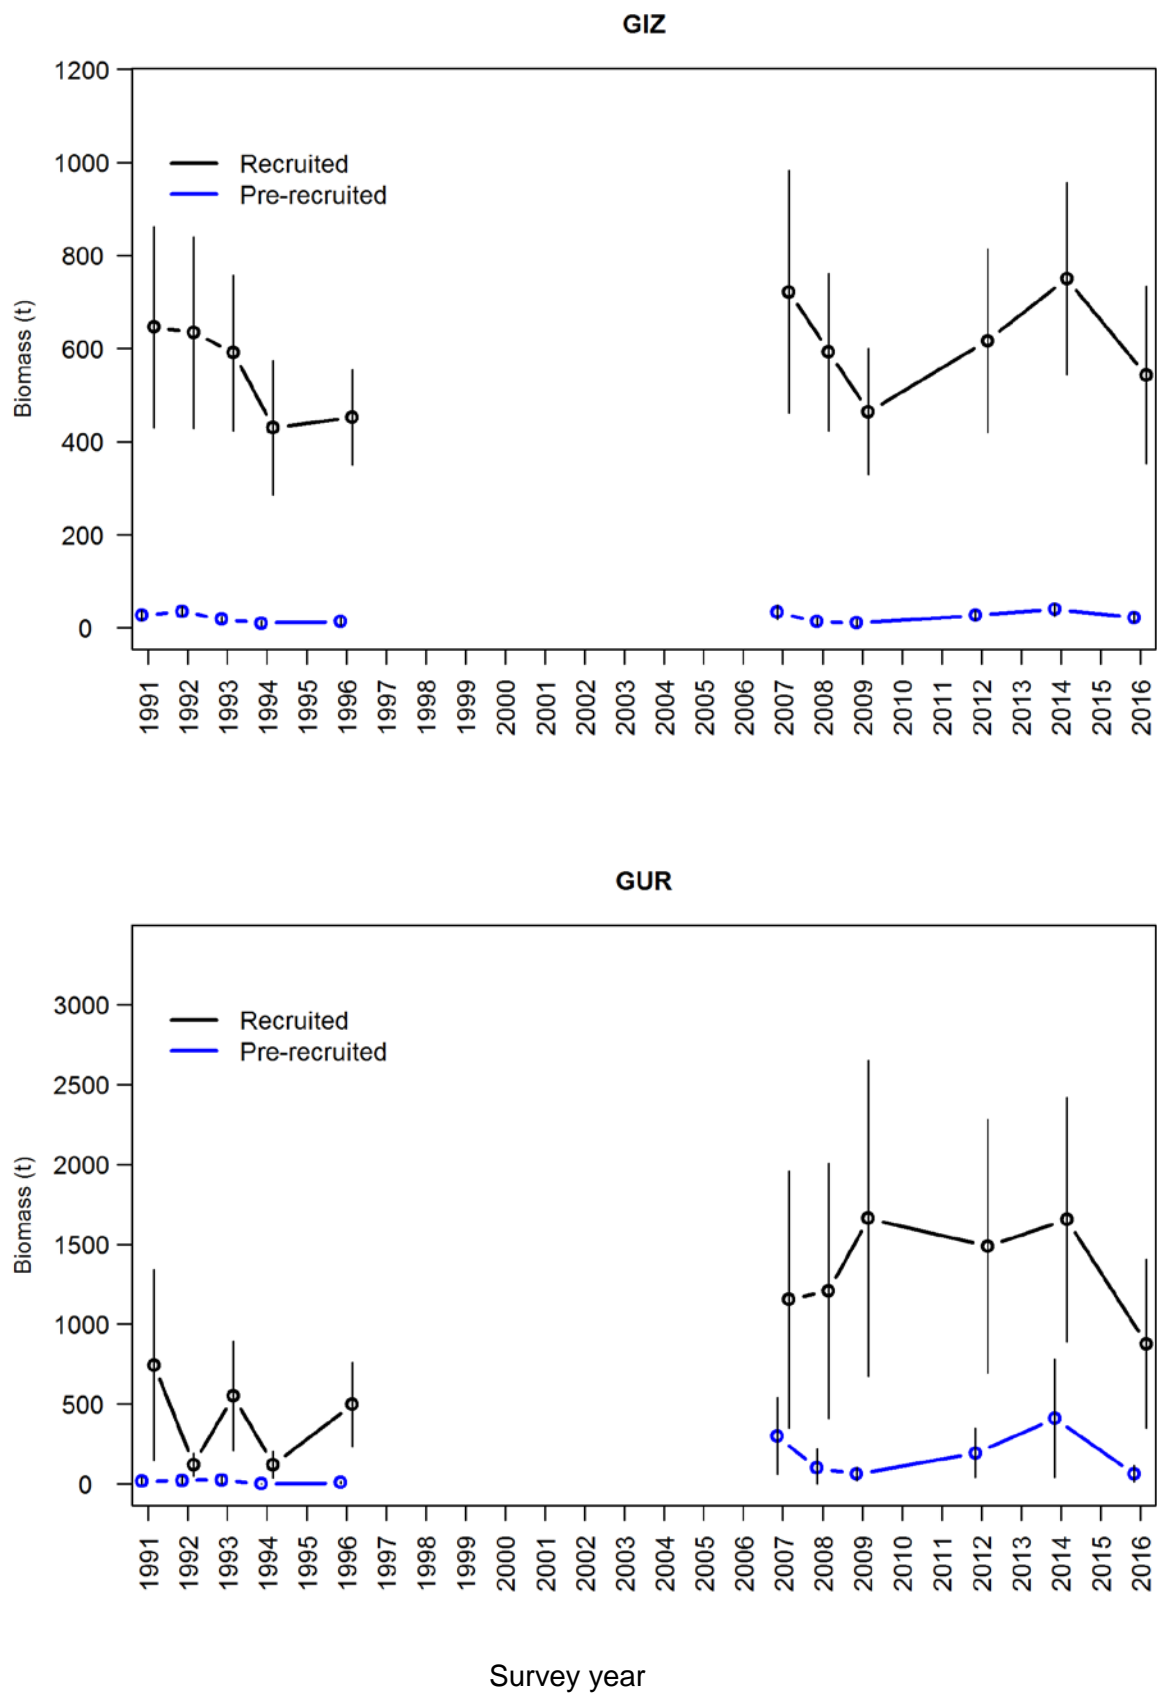 GIZ
1200
1000
800
600
400
200
0
Biomass (t)
Recruited
Pre-recruited
1991 1992 1993 1994 1995 1996 1997 1998 1999 2000 2001 2002 2003 2004 2005 2006 2007 2008 2009 2010 2011 2012 2013 2014 2015 2016
GUR
3000
2500
2000
1500
1000
500
0
Biomass (t)
Recruited
Pre-recruited
1991 1992 1993 1994 1995 1996 1997 1998 1999 2000 2001 2002 2003 2004 2005 2006 2007 2008 2009 2010 2011 2012 2013 2014 2015 2016
Survey year